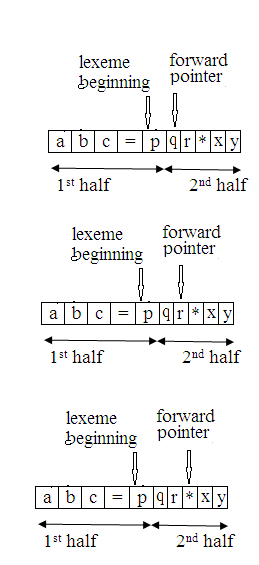 lexeme forward
beginning pointer
a b c = p q r * x y
1st half 2nd half
lexeme forward
beginning pointer
a b c = p q r * x y
1st half 2nd half
lexeme forward
beginning pointer
a b c = p q r * x y
1st half 2nd half